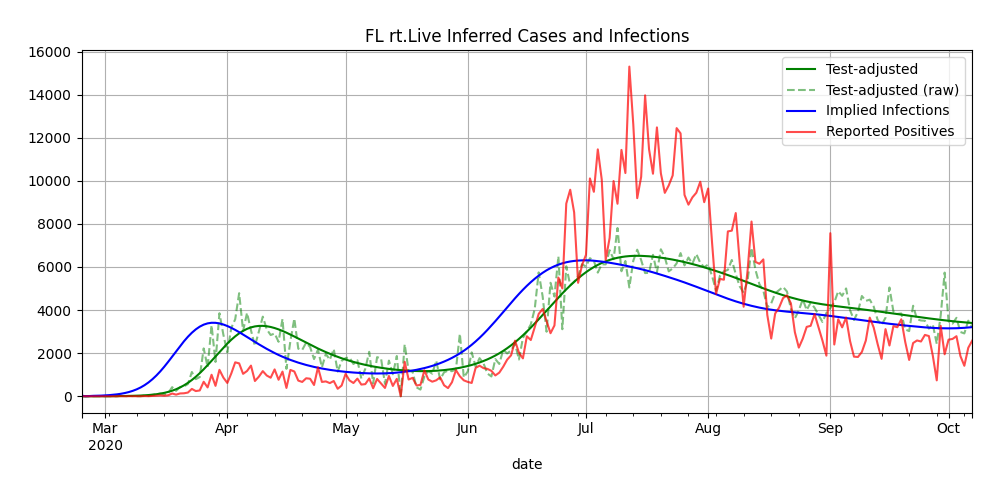 FL rt.Live Inferred Cases and Infections
16000
14000
12000
10000
8000
6000
4000
2000
0
Test-adjusted
Test-adjusted (raw)
Implied Infections
Reported Positives
Mar Apr May Jun Jul Aug Sep Oct
2020
date